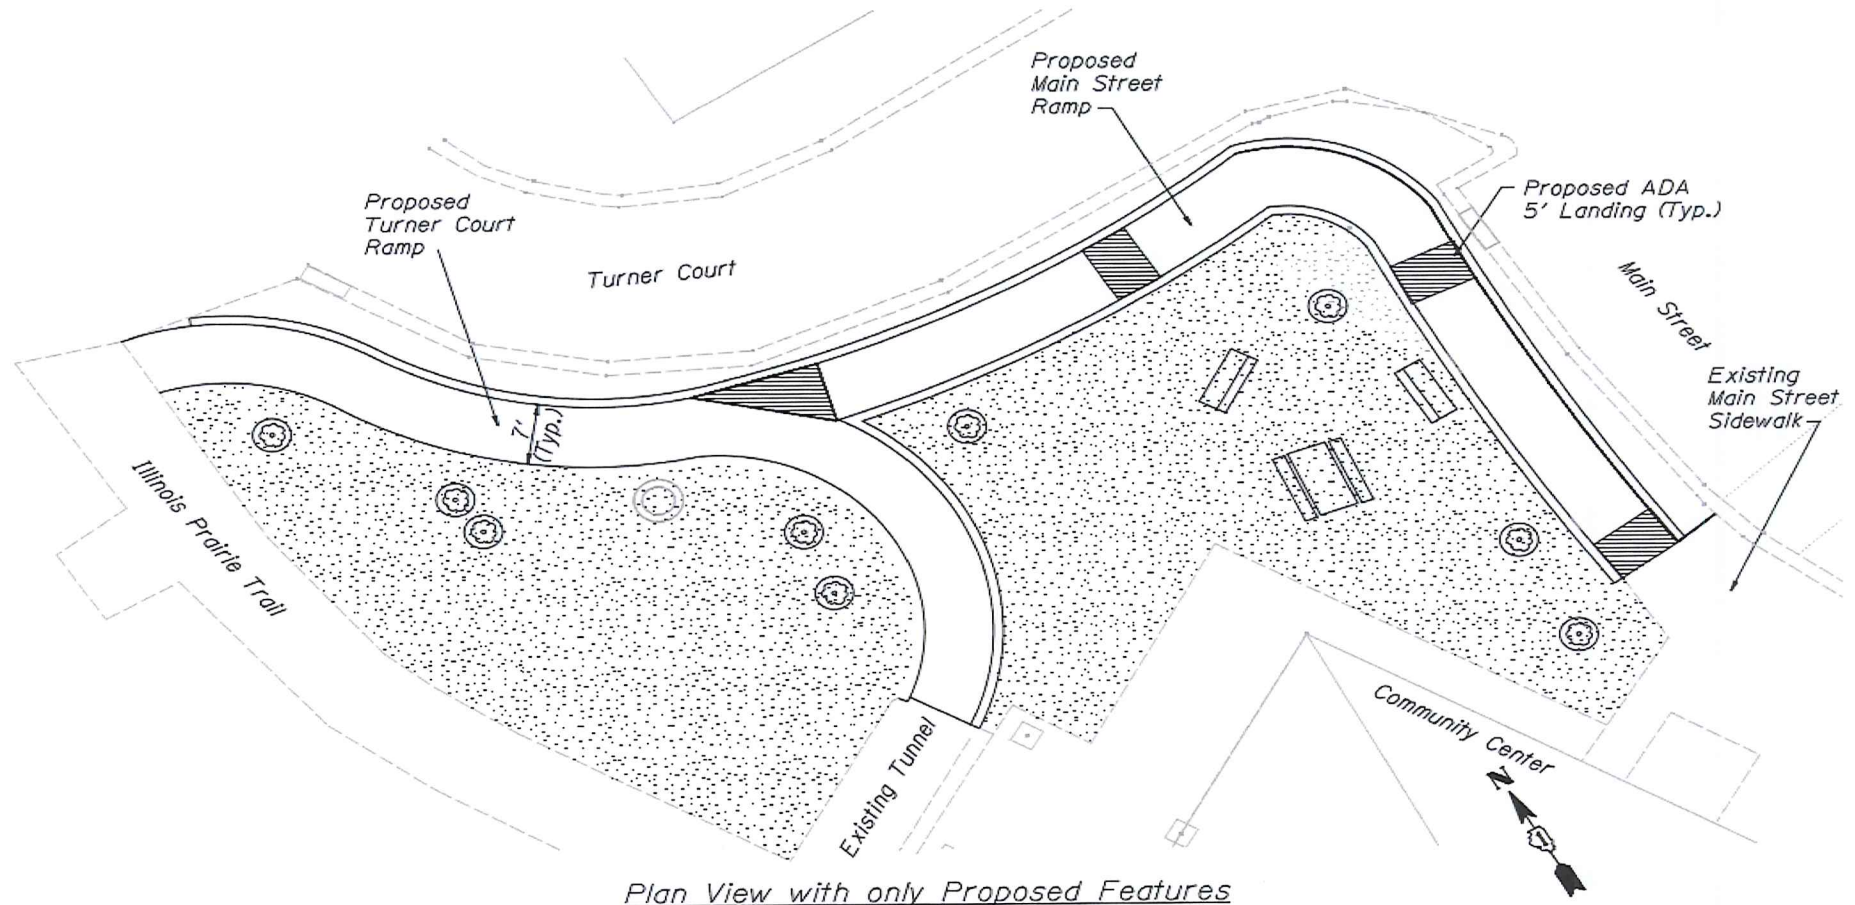 Proposed
Main Street
Ramp
Proposed
Turner Court
Ramp
Proposed ADA
5' Landing (Typ.)
Turner Court
Main Street
Existing
Main Street
Sidewalk
7'
(Typ.)
Illinois Prairie Trail
Community Center
Existing Tunnel
N
Plan View with only Proposed Features